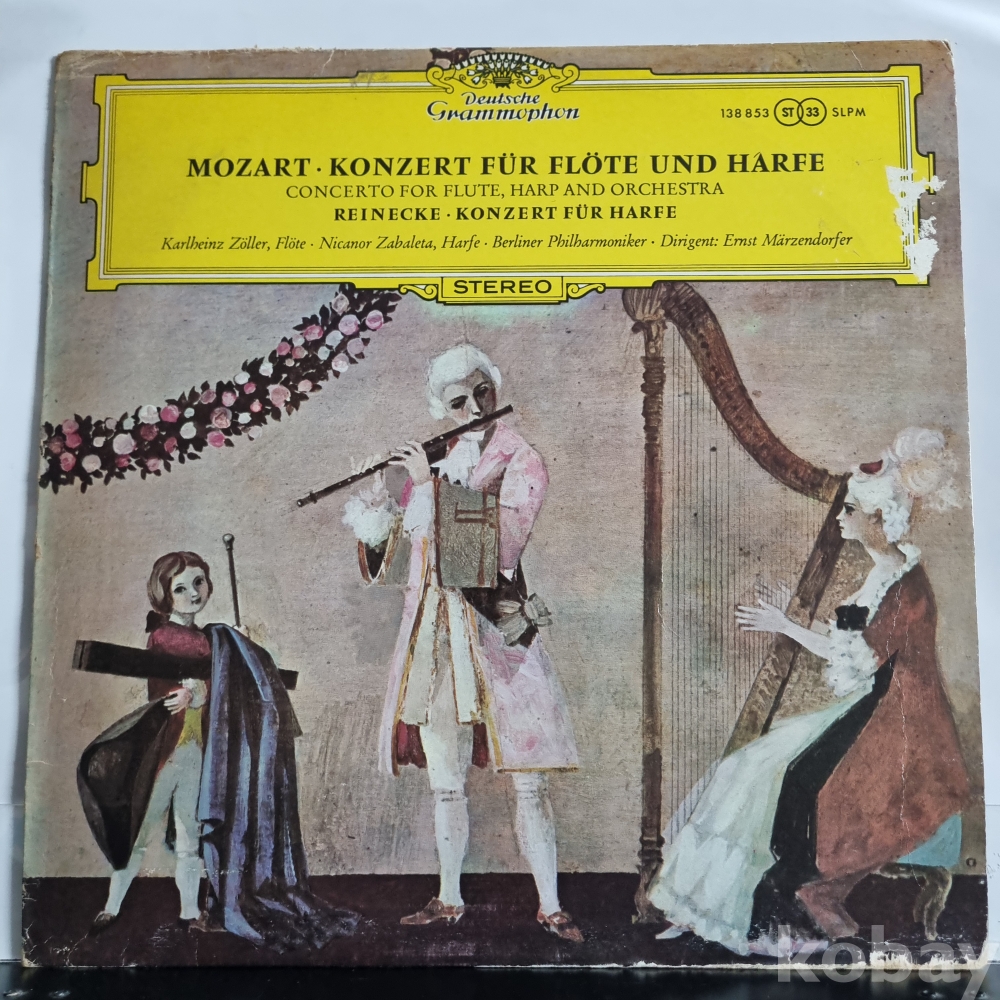 Deutsche
Grammophon
138 853 ST 33 SLPM
MOZART · KONZERT FÜR FLÖTE UND HARFE
CONCERTO FOR FLUTE, HARP AND ORCHESTRA
REINECKE · KONZERT FÜR HARFE
Karlheinz Zöller, Flöte · Nicanor Zabaleta, Harfe · Berliner Philharmoniker · Dirigent: Ernst Märzendorfer
STEREO
kobay